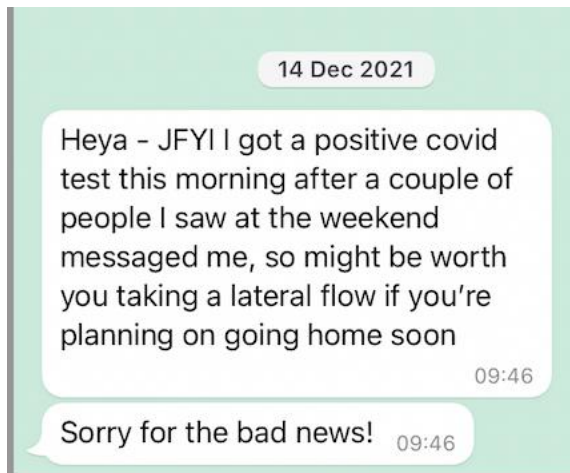 14 Dec 2021
Heya - JFYI I got a positive covid
test this morning after a couple of
people I saw at the weekend
messaged me, so might be worth
you taking a lateral flow if you’re
planning on going home soon
09:46
Sorry for the bad news! 09:46